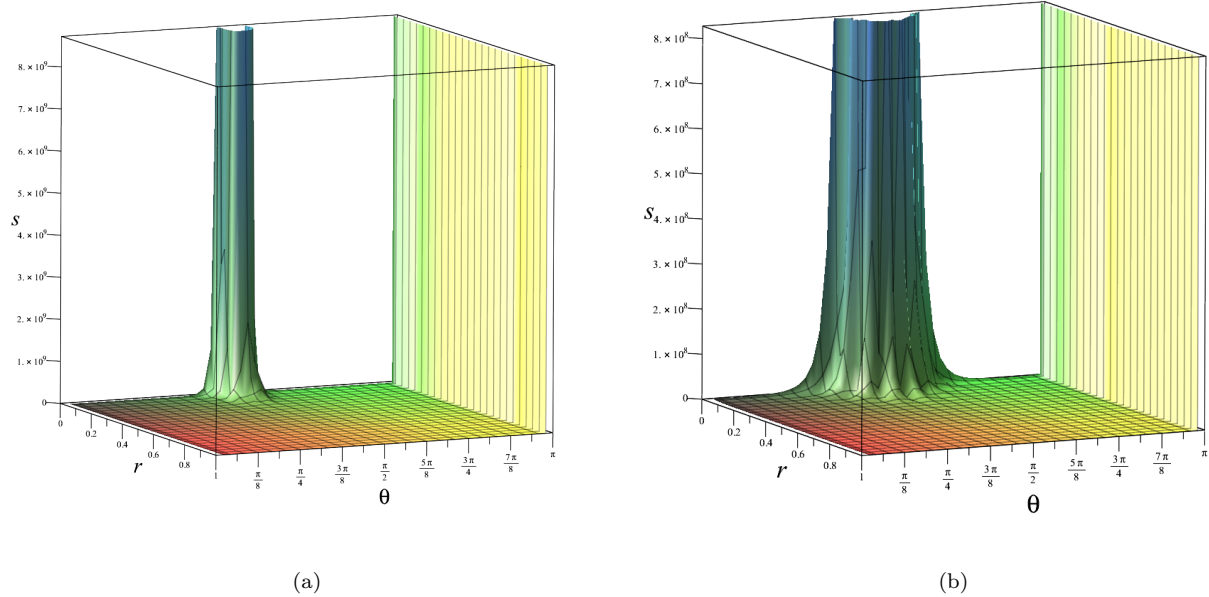 8. × 10⁹
7. × 10⁹
6. × 10⁹
5. × 10⁹
s
4. × 10⁹
3. × 10⁹
2. × 10⁹
1. × 10⁹
0
0
0.2
0.4
0.6
0.8
1
r
π/8
π/4
3π/8
π/2
5π/8
3π/4
7π/8
π
θ
(a)
8. × 10⁸
7. × 10⁸
6. × 10⁸
5. × 10⁸
s
4. × 10⁸
3. × 10⁸
2. × 10⁸
1. × 10⁸
0
0
0.2
0.4
0.6
0.8
1
r
π/8
π/4
3π/8
π/2
5π/8
3π/4
7π/8
π
θ
(b)